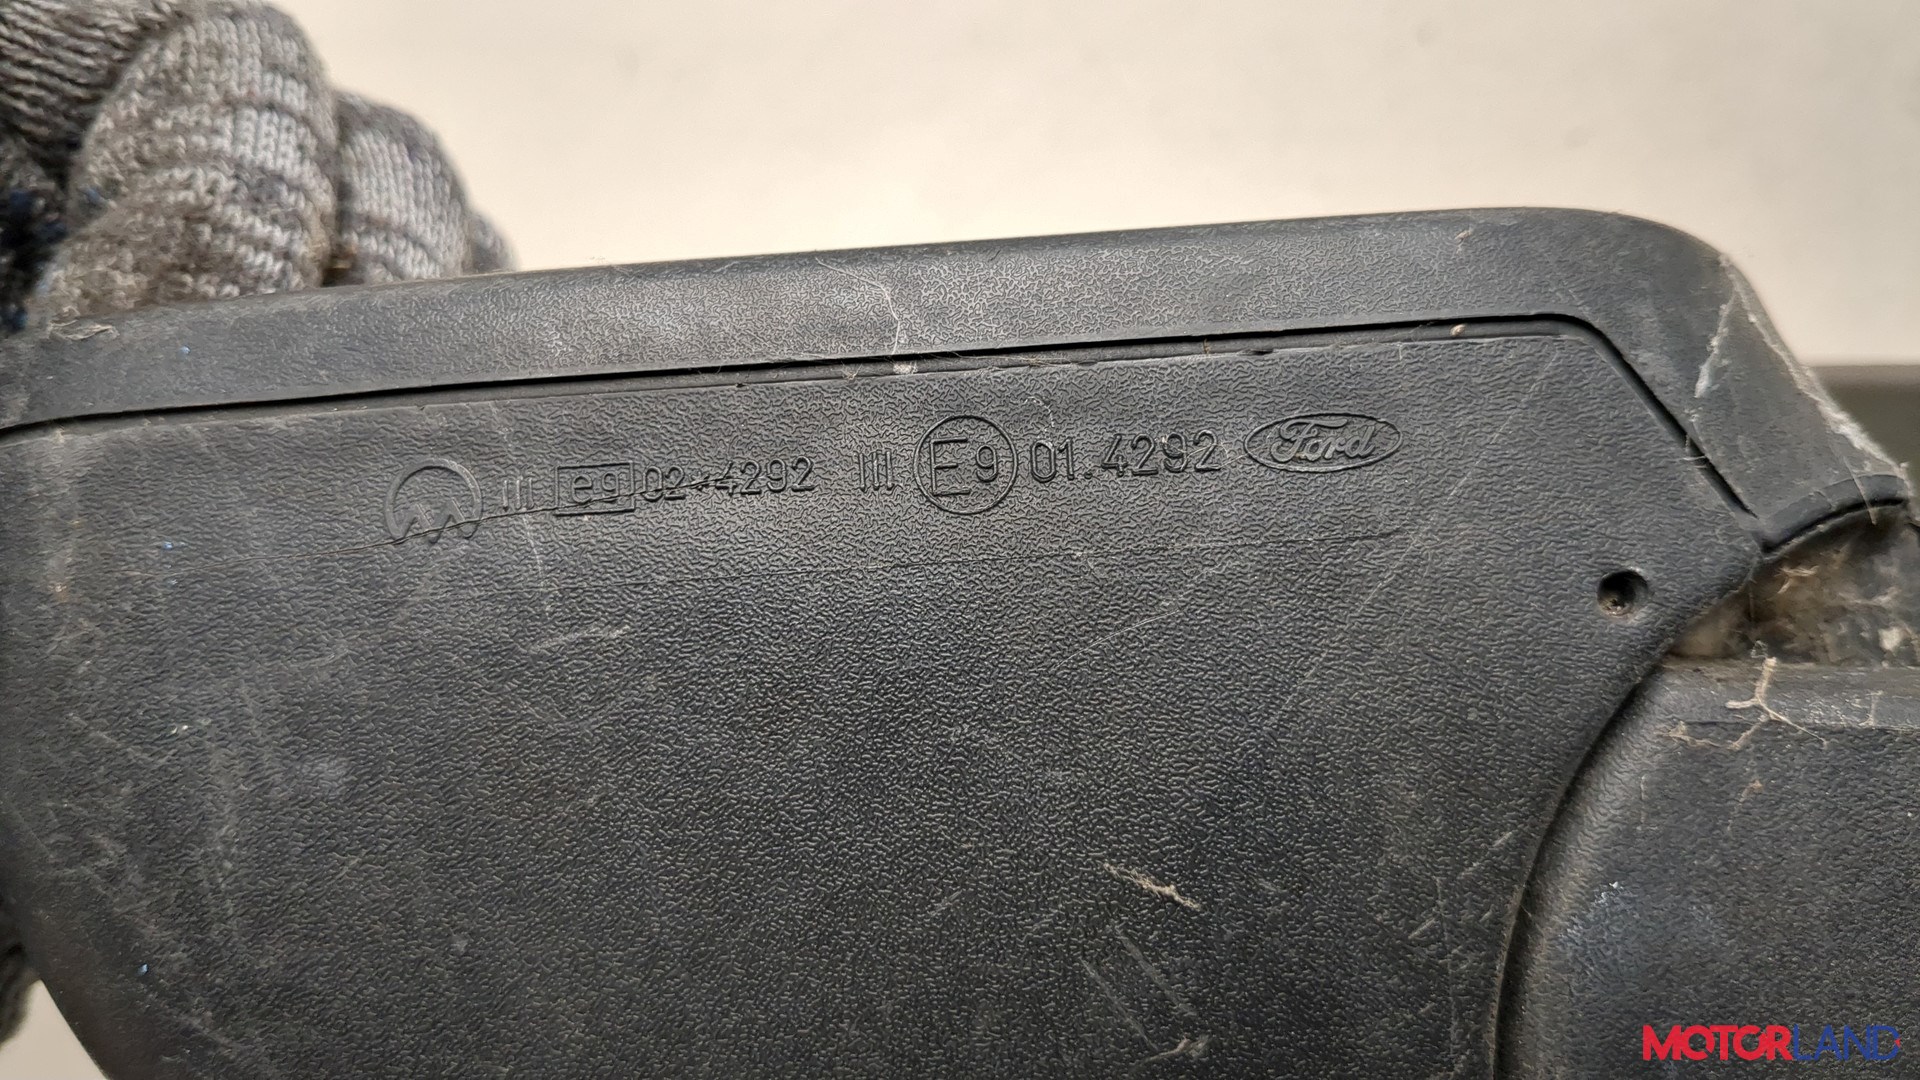 III e9 02*4292 III E9 01.4292 Ford
MOTORLAND